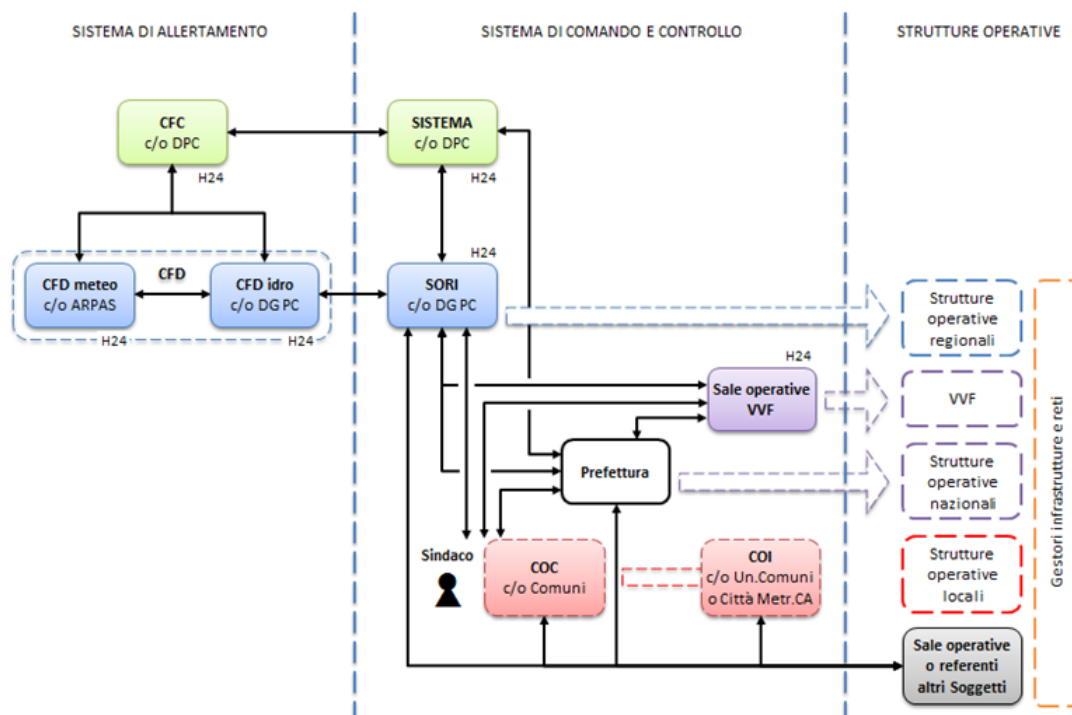 SISTEMA DI ALLERTAMENTO
SISTEMA DI COMANDO E CONTROLLO
STRUTTURE OPERATIVE
CFC
c/o DPC
H24
SISTEMA
c/o DPC
H24
CFD meteo
c/o ARPAS
H24
CFD
CFD idro
c/o DG PC
H24
H24
SORI
c/o DG PC
Strutture
operative
regionali
H24
Sale operative
VVF
VVF
Prefettura
Strutture
operative
nazionali
Sindaco
COC
c/o Comuni
COI
c/o Un.Comuni
o Città Metr.CA
Strutture
operative
locali
Sale operative
o referenti
altri Soggetti
Gestori infrastrutture e reti